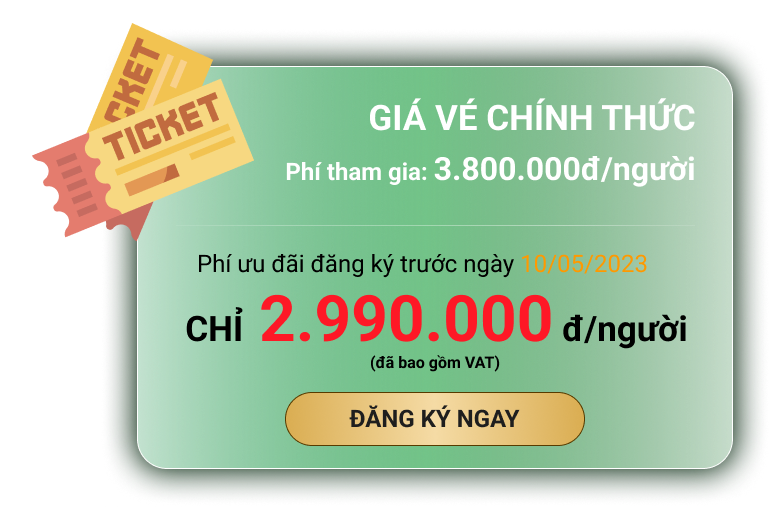 TICKET
GIÁ VÉ CHÍNH THỨC
Phí tham gia: 3.800.000đ/người
Phí ưu đãi đăng ký trước ngày 10/05/2023
CHỈ 2.990.000 đ/người
(đã bao gồm VAT)
ĐĂNG KÝ NGAY